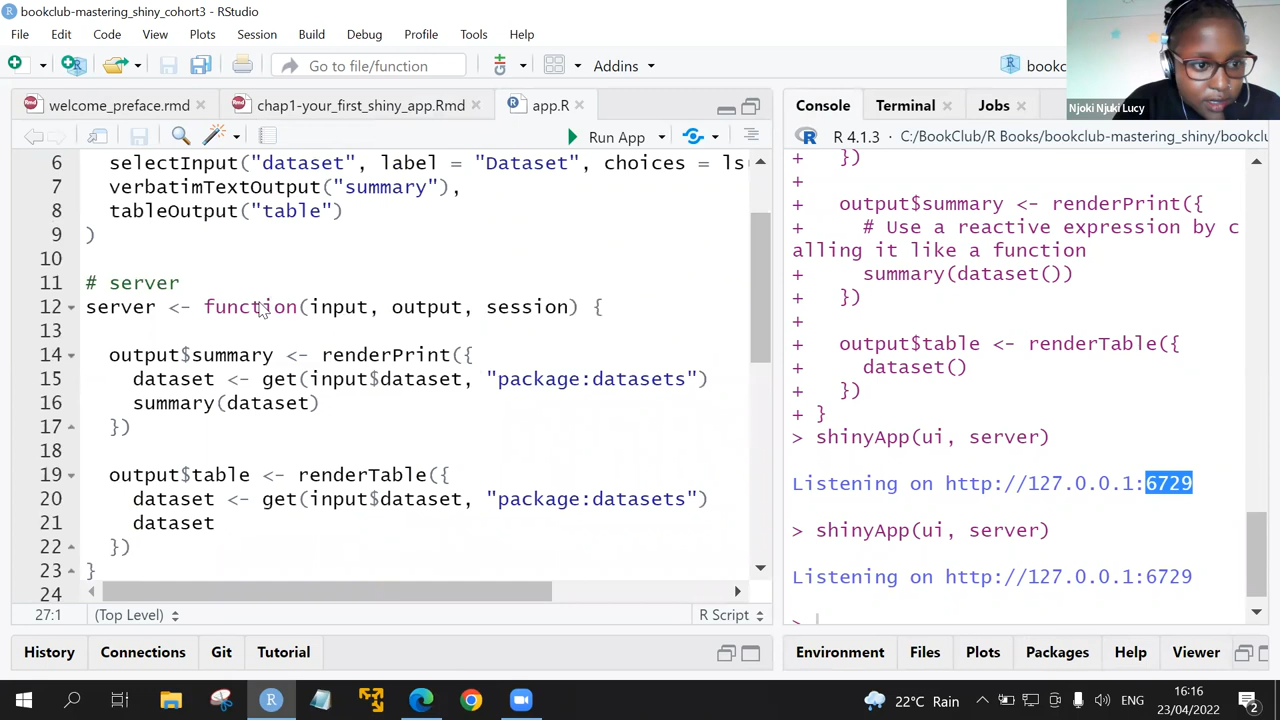 bookclub-mastering_shiny_cohort3 - RStudio
File Edit Code View Plots Session Build Debug Profile Tools Help
Go to file/function Addins bookc
Njoki Njuki Lucy
welcome_preface.rmd chap1-your_first_shiny_app.Rmd app.R
Run App
6 selectInput("dataset", label = "Dataset", choices = ls
7 verbatimTextOutput("summary"),
8 tableOutput("table")
9 )
10
11 # server
12 server <- function(input, output, session) {
13
14 output$summary <- renderPrint({
15 dataset <- get(input$dataset, "package:datasets")
16 summary(dataset)
17 })
18
19 output$table <- renderTable({
20 dataset <- get(input$dataset, "package:datasets")
21 dataset
22 })
23 }
24
27:1 (Top Level) R Script
Console Terminal Jobs
R 4.1.3 · C:/BookClub/R Books/bookclub-mastering_shiny/bookclu
+ })
+
+ output$summary <- renderPrint({
+ # Use a reactive expression by c
alling it like a function
+ summary(dataset())
+ })
+
+ output$table <- renderTable({
+ dataset()
+ })
+ }
> shinyApp(ui, server)
Listening on http://127.0.0.1:6729
> shinyApp(ui, server)
Listening on http://127.0.0.1:6729
>
History Connections Git Tutorial
Environment Files Plots Packages Help Viewer
22°C Rain ENG 16:16
23/04/2022
2